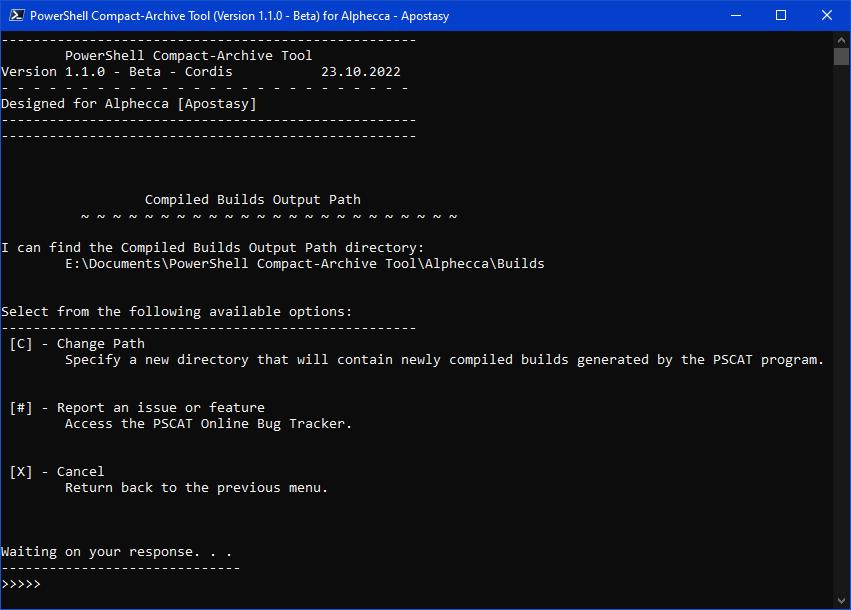 PowerShell Compact-Archive Tool (Version 1.1.0 - Beta) for Alphecca - Apostasy
----------------------------------------------------
PowerShell Compact-Archive Tool
Version 1.1.0 - Beta - Cordis 23.10.2022
- - - - - - - - - - - - - - - - - - - - - - - - - -
Designed for Alphecca [Apostasy]
----------------------------------------------------
----------------------------------------------------
Compiled Builds Output Path
~ ~ ~ ~ ~ ~ ~ ~ ~ ~ ~ ~ ~ ~ ~ ~ ~ ~ ~ ~ ~ ~ ~ ~
I can find the Compiled Builds Output Path directory:
E:\Documents\PowerShell Compact-Archive Tool\Alphecca\Builds
Select from the following available options:
----------------------------------------------------
[C] - Change Path
Specify a new directory that will contain newly compiled builds generated by the PSCAT program.
[#] - Report an issue or feature
Access the PSCAT Online Bug Tracker.
[X] - Cancel
Return back to the previous menu.
Waiting on your response. . .
------------------------------
>>>>>